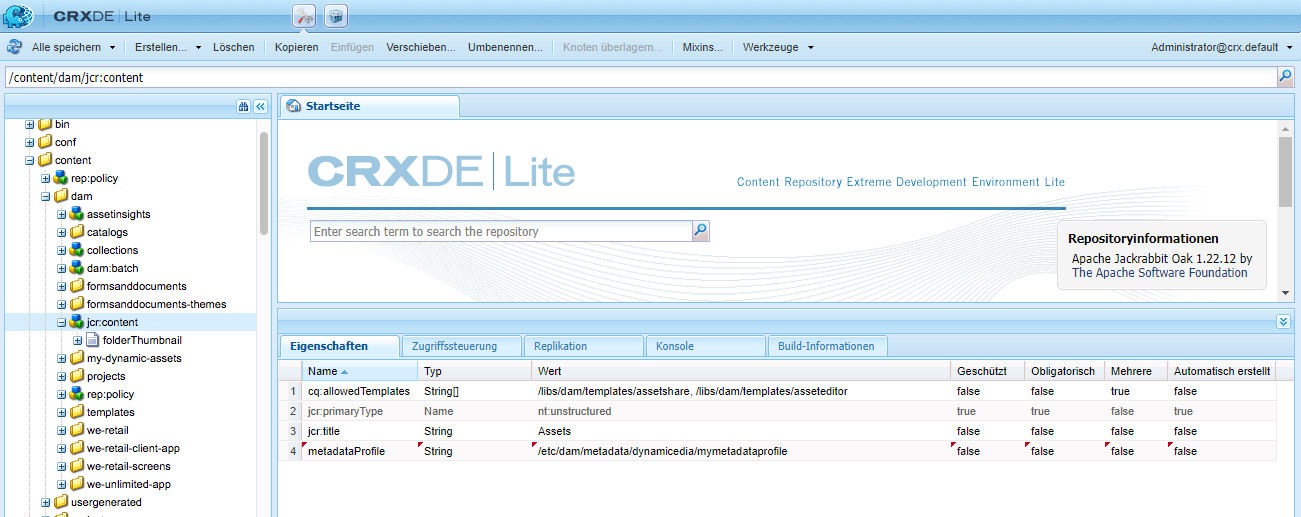 CRXDE | Lite
Alle speichern Erstellen... Löschen Kopieren Einfügen Verschieben... Umbenennen... Knoten überlagern... Mixins... Werkzeuge Administrator@crx.default
/content/dam/jcr:content
bin
conf
content
rep:policy
dam
assetinsights
catalogs
collections
dam:batch
formsanddocuments
formsanddocuments-themes
jcr:content
folderThumbnail
my-dynamic-assets
projects
rep:policy
templates
we-retail
we-retail-client-app
we-retail-screens
we-unlimited-app
usergenerated
Startseite
CRXDE | Lite
Content Repository Extreme Development Environment Lite
Enter search term to search the repository
Repositoryinformationen
Apache Jackrabbit Oak 1.22.12 by
The Apache Software Foundation
Eigenschaften Zugriffssteuerung Replikation Konsole Build-Informationen
Name Typ Wert Geschützt Obligatorisch Mehrere Automatisch erstellt
1 cq:allowedTemplates String[] /libs/dam/templates/assetshare, /libs/dam/templates/asseteditor false false true false
2 jcr:primaryType Name nt:unstructured true true false true
3 jcr:title String Assets false false false false
4 metadataProfile String /etc/dam/metadata/dynamicedia/mymetadataprofile false false false false